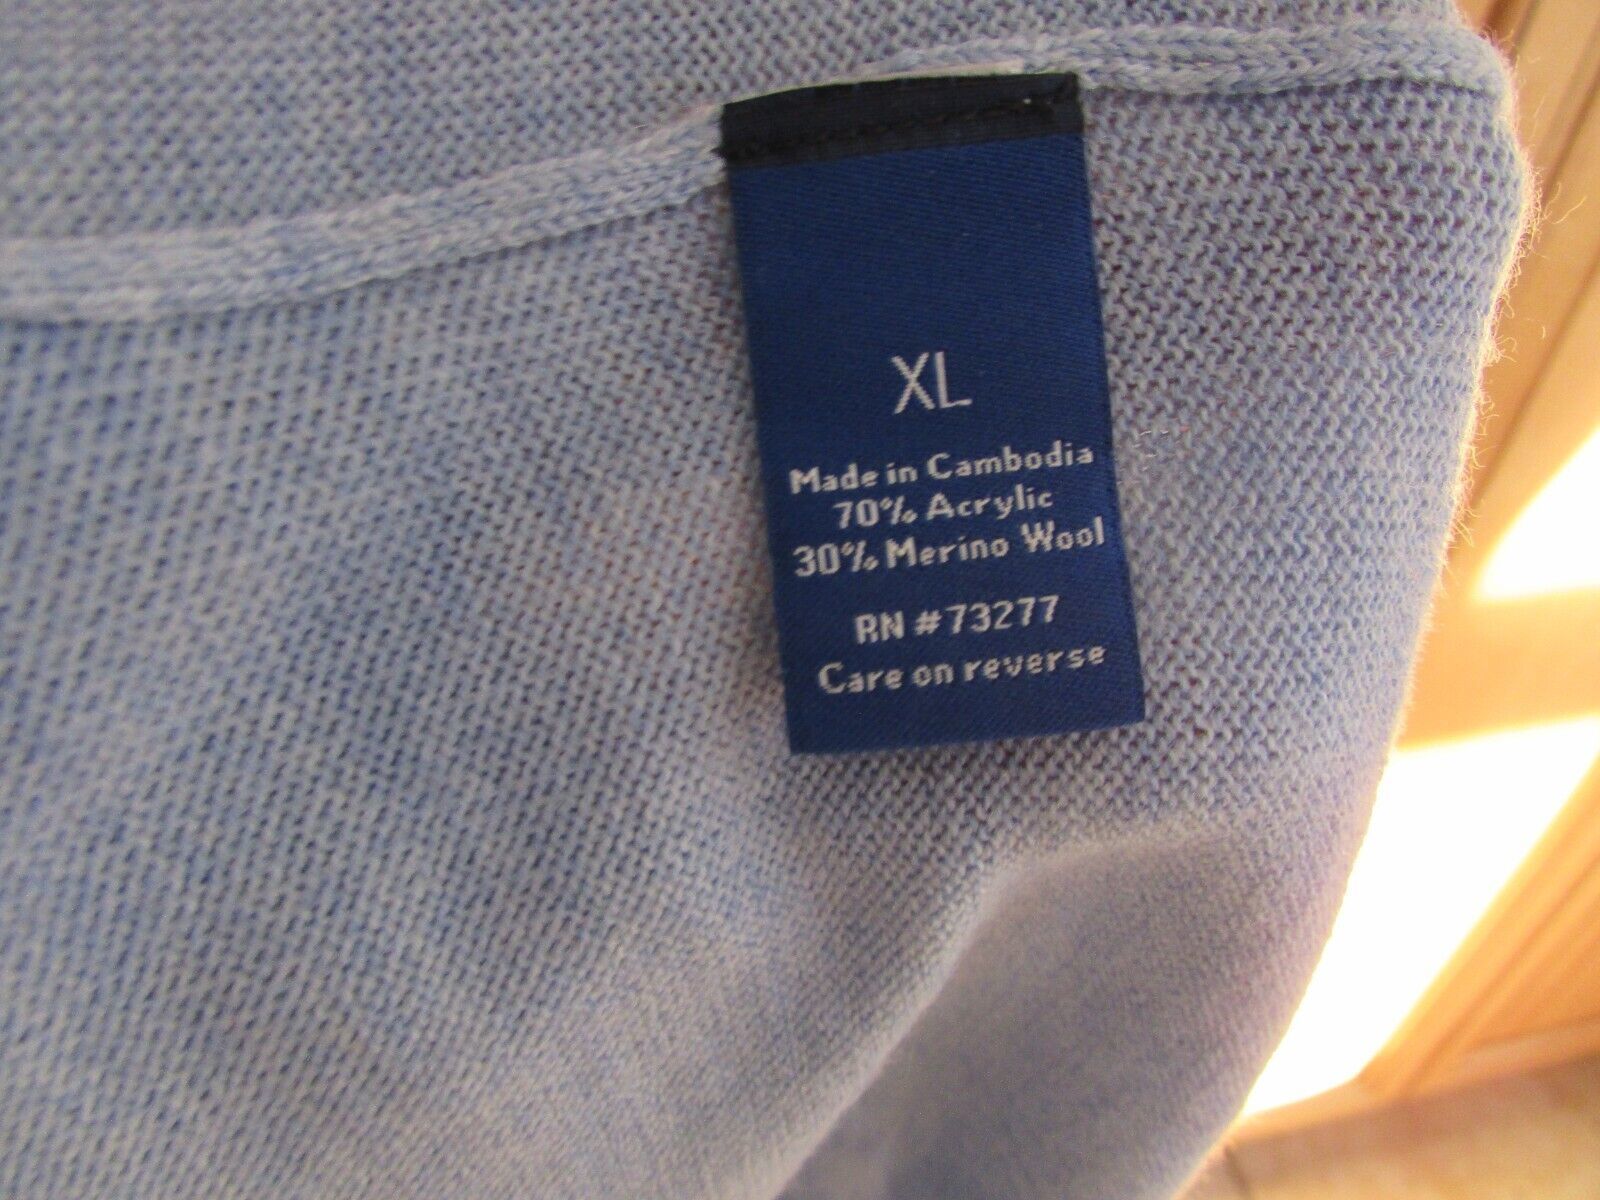 XL
Made in Cambodia
70% Acrylic
30% Merino Wool
RN #73277
Care on reverse